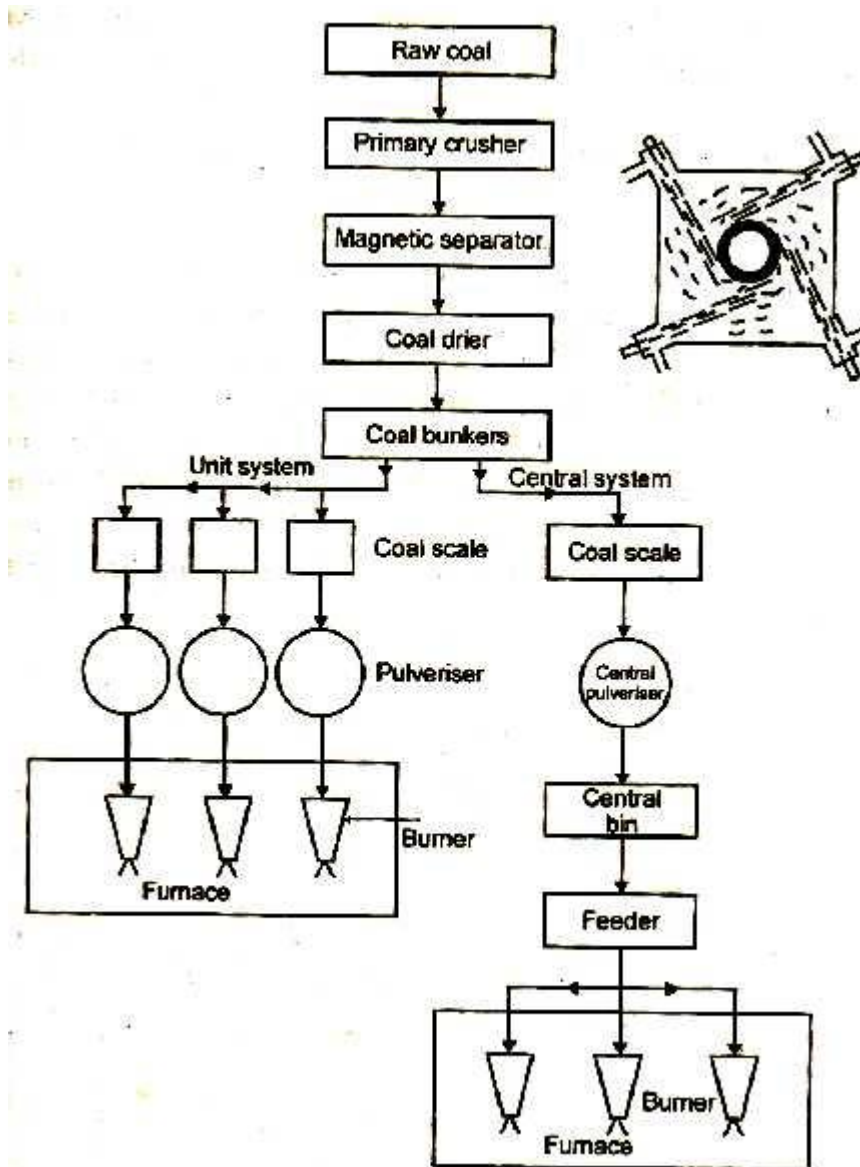 Raw coal
Primary crusher
Magnetic separator
Coal drier
Coal bunkers
Unit system
Central system
Coal scale
Coal scale
Pulveriser
Central
pulveriser
Central
bin
Burner
Furnace
Feeder
Burner
Furnace